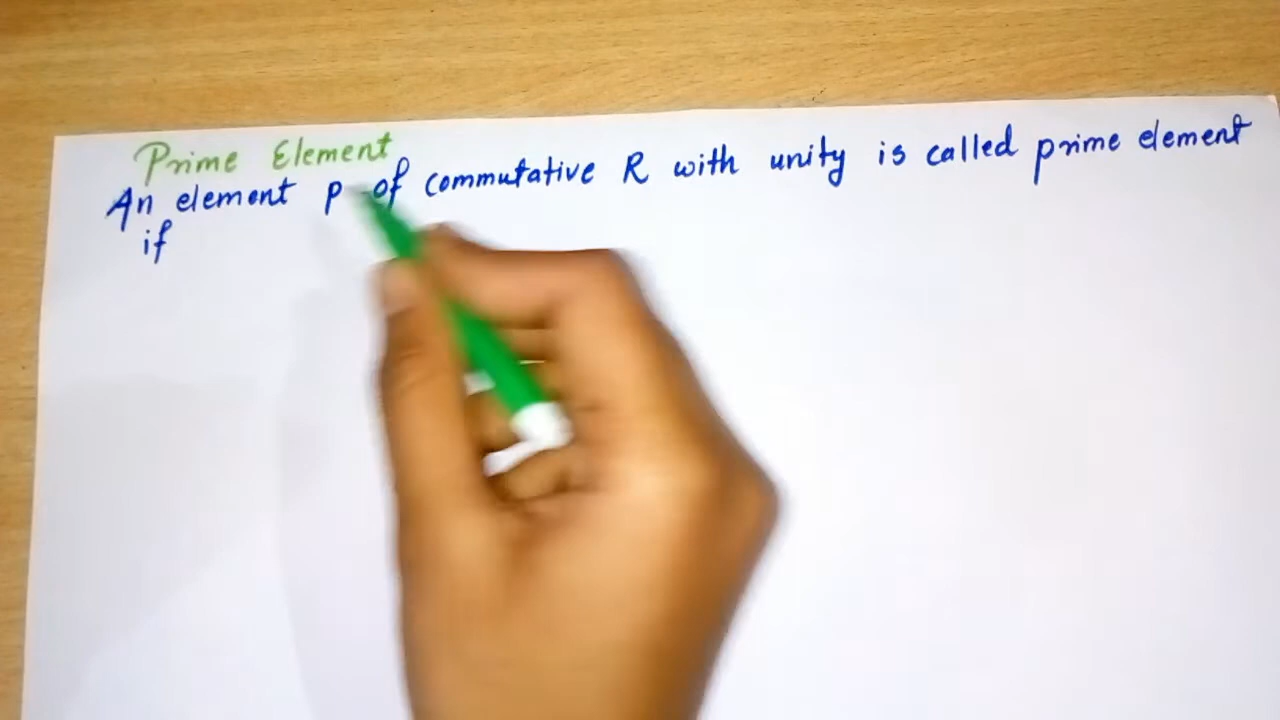 Prime Element
An element p of commutative R with unity is called prime element
if